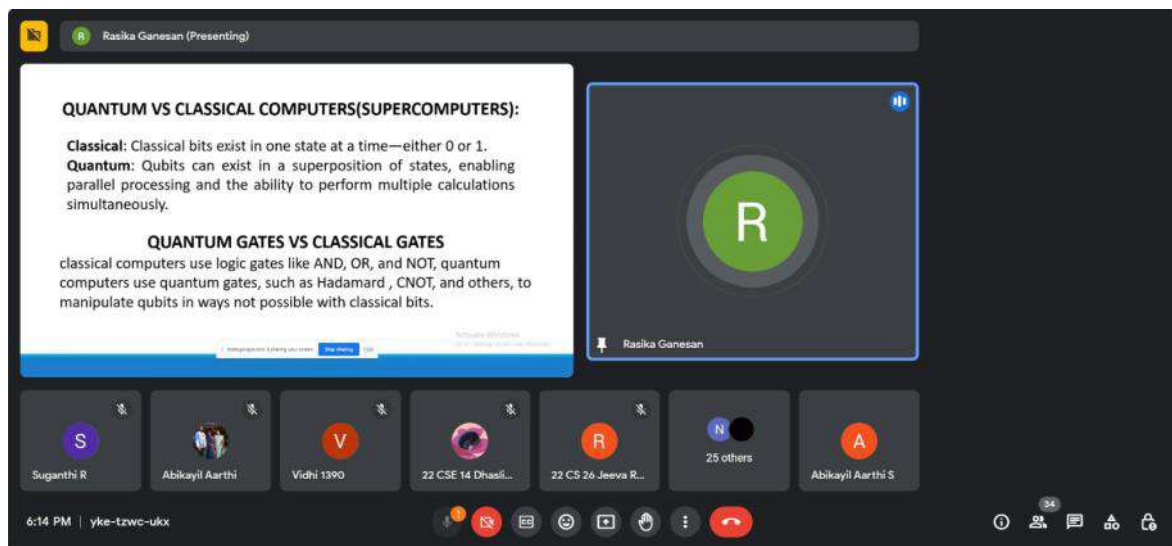 R Rasika Ganesan (Presenting)
QUANTUM VS CLASSICAL COMPUTERS(SUPERCOMPUTERS):
Classical: Classical bits exist in one state at a time—either 0 or 1.
Quantum: Qubits can exist in a superposition of states, enabling
parallel processing and the ability to perform multiple calculations
simultaneously.
QUANTUM GATES VS CLASSICAL GATES
classical computers use logic gates like AND, OR, and NOT, quantum
computers use quantum gates, such as Hadamard , CNOT, and others, to
manipulate qubits in ways not possible with classical bits.
Activate Windows
is sharing your screen. Stop sharing Hide
R
Rasika Ganesan
S
Suganthi R
Abikayil Aarthi
V
Vidhi 1390
22 CSE 14 Dhasli...
R
22 CS 26 Jeeva R...
N
25 others
A
Abikayil Aarthi S
6:14 PM | yke-tzwc-ukx
34